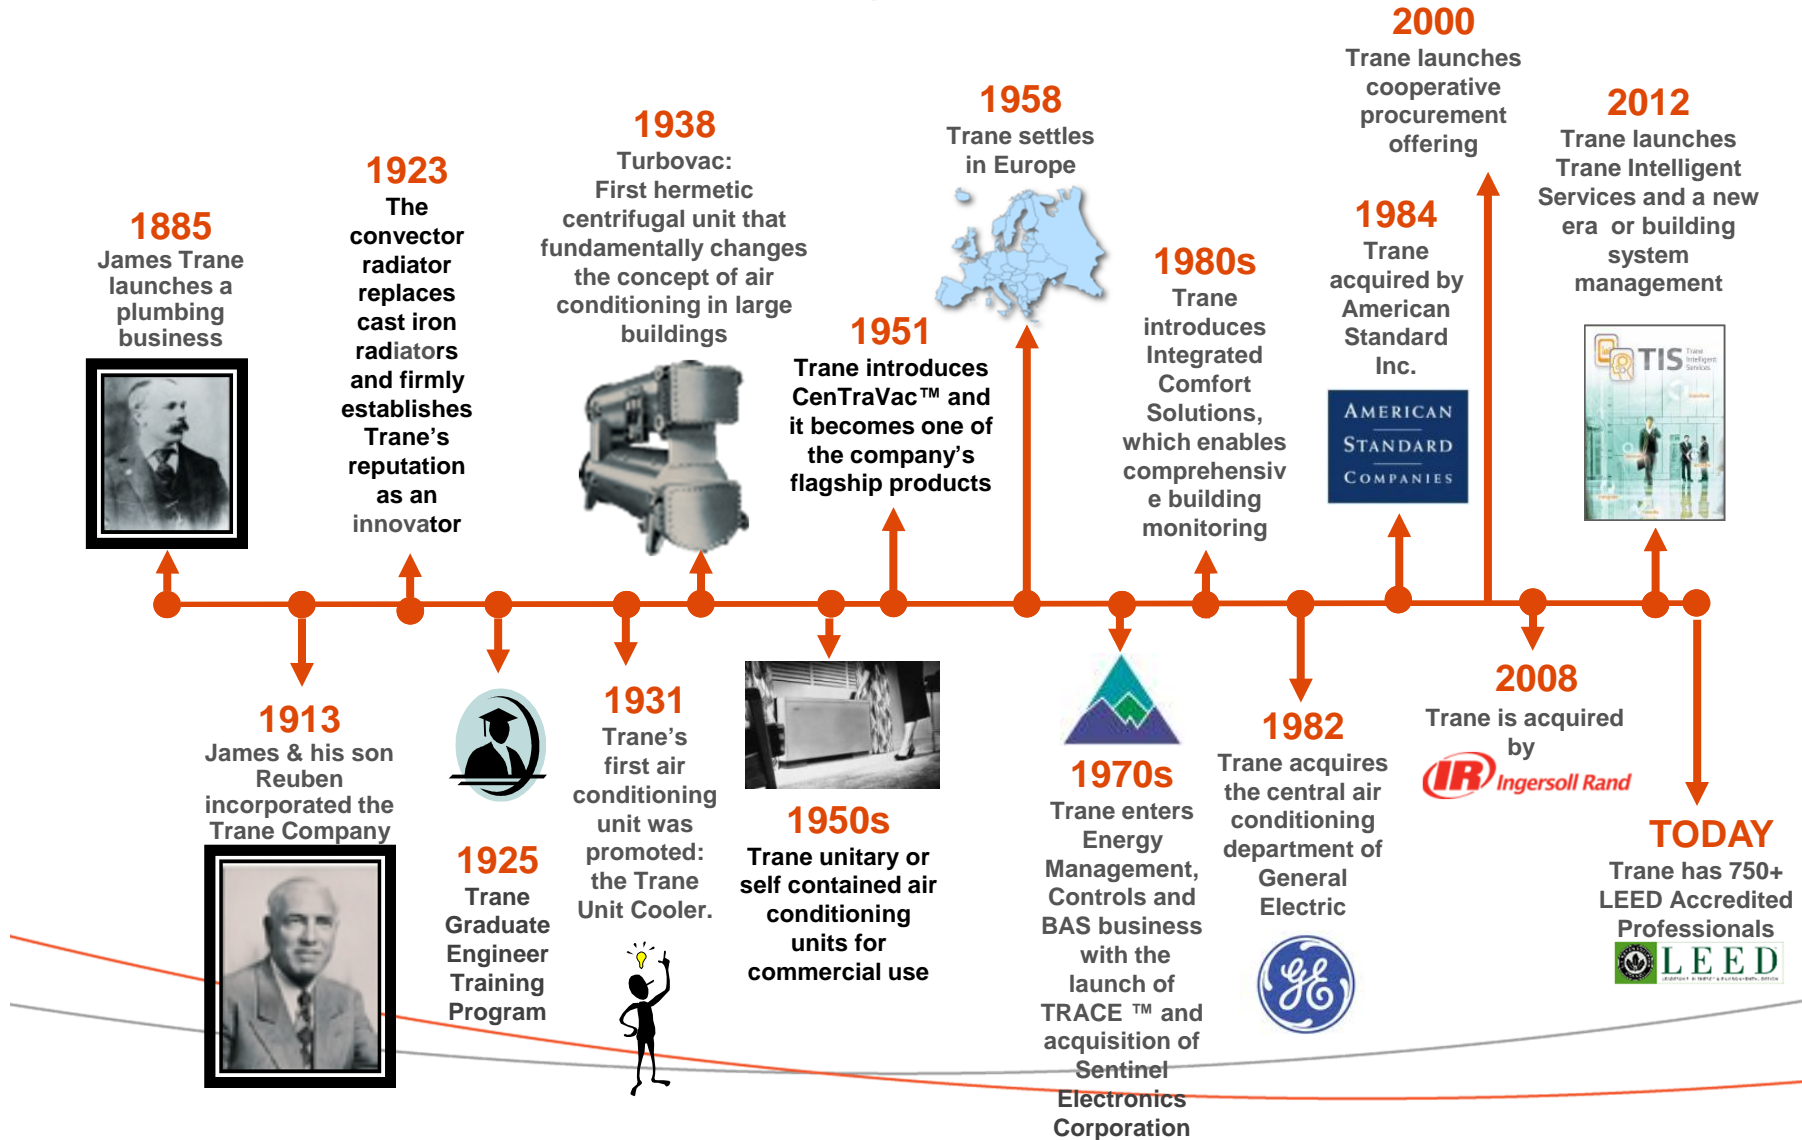 1885
James Trane
launches a
plumbing
business
1913
James & his son
Reuben
incorporated the
Trane Company
1923
The
convector
radiator
replaces
cast iron
radiators
and firmly
establishes
Trane’s
reputation
as an
innovator
1925
Trane
Graduate
Engineer
Training
Program
1931
Trane’s
first air
conditioning
unit was
promoted:
the Trane
Unit Cooler.
1938
Turbovac:
First hermetic
centrifugal unit that
fundamentally changes
the concept of air
conditioning in large
buildings
1950s
Trane unitary or
self contained air
conditioning
units for
commercial use
1951
Trane introduces
CenTraVac™ and
it becomes one of
the company’s
flagship products
1958
Trane settles
in Europe
1970s
Trane enters
Energy
Management,
Controls and
BAS business
with the
launch of
TRACE ™ and
acquisition of
Sentinel
Electronics
Corporation
1980s
Trane
introduces
Integrated
Comfort
Solutions,
which enables
comprehensiv
e building
monitoring
1982
Trane acquires
the central air
conditioning
department of
General
Electric
GE
1984
Trane
acquired by
American
Standard
Inc.
AMERICAN
STANDARD
COMPANIES
2000
Trane launches
cooperative
procurement
offering
2008
Trane is acquired
by
IR Ingersoll Rand
2012
Trane launches
Trane Intelligent
Services and a new
era  or building
system
management
TIS
Trane
Intelligent
Services
TODAY
Trane has 750+
LEED Accredited
Professionals
LEED